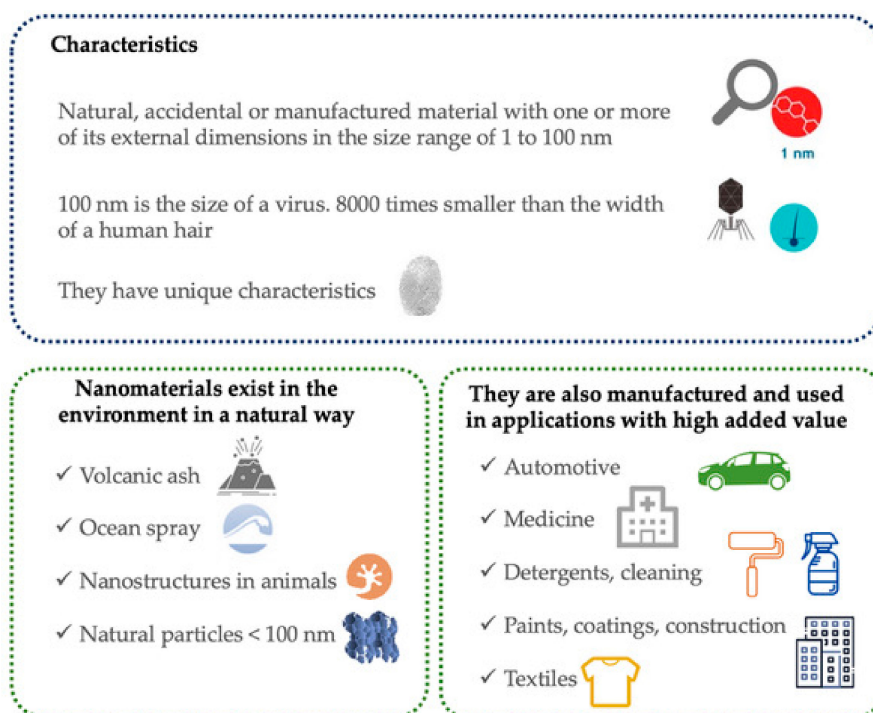 Characteristics
Natural, accidental or manufactured material with one or more
of its external dimensions in the size range of 1 to 100 nm
1 nm
100 nm is the size of a virus. 8000 times smaller than the width
of a human hair
They have unique characteristics
Nanomaterials exist in the
environment in a natural way
✓ Volcanic ash
✓ Ocean spray
✓ Nanostructures in animals
✓ Natural particles < 100 nm
They are also manufactured and used
in applications with high added value
✓ Automotive
✓ Medicine
✓ Detergents, cleaning
✓ Paints, coatings, construction
✓ Textiles